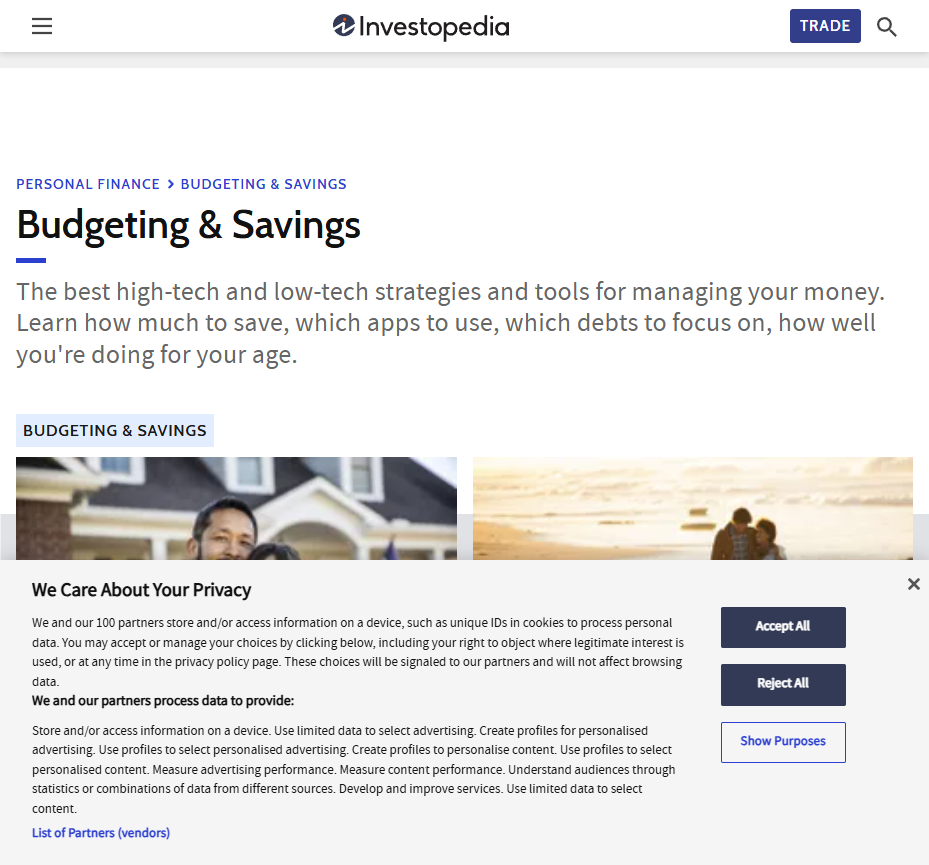 Investopedia
TRADE
PERSONAL FINANCE > BUDGETING & SAVINGS
Budgeting & Savings
The best high-tech and low-tech strategies and tools for managing your money.
Learn how much to save, which apps to use, which debts to focus on, how well
you're doing for your age.
BUDGETING & SAVINGS
We Care About Your Privacy
We and our 100 partners store and/or access information on a device, such as unique IDs in cookies to process personal
data. You may accept or manage your choices by clicking below, including your right to object where legitimate interest is
used, or at any time in the privacy policy page. These choices will be signaled to our partners and will not affect browsing
data.
We and our partners process data to provide:
Store and/or access information on a device. Use limited data to select advertising. Create profiles for personalised
advertising. Use profiles to select personalised advertising. Create profiles to personalise content. Use profiles to select
personalised content. Measure advertising performance. Measure content performance. Understand audiences through
statistics or combinations of data from different sources. Develop and improve services. Use limited data to select
content.
List of Partners (vendors)
Accept All
Reject All
Show Purposes